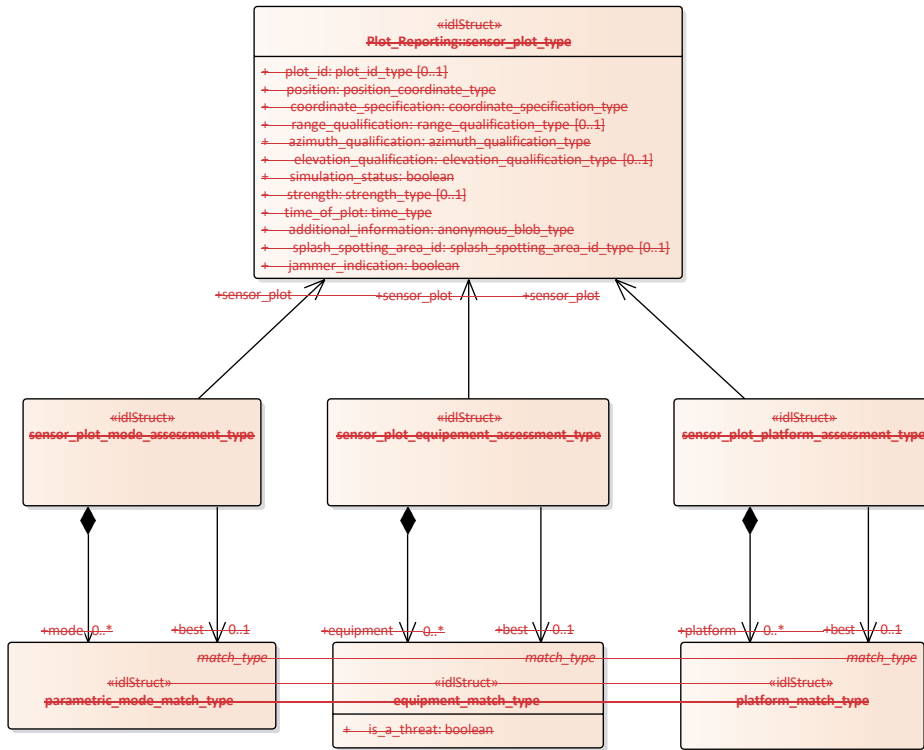 «idlStruct»
Plot_Reporting::sensor_plot_type
+ plot_id: plot_id_type [0..1]
+ position: position_coordinate_type
+ coordinate_specification: coordinate_specification_type
+ range_qualification: range_qualification_type [0..1]
+ azimuth_qualification: azimuth_qualification_type
+ elevation_qualification: elevation_qualification_type [0..1]
+ simulation_status: boolean
+ strength: strength_type [0..1]
+ time_of_plot: time_type
+ additional_information: anonymous_blob_type
+ splash_spotting_area_id: splash_spotting_area_id_type [0..1]
+ jammer_indication: boolean
+sensor_plot +sensor_plot +sensor_plot
«idlStruct» «idlStruct» «idlStruct»
sensor_plot_mode_assessment_type sensor_plot_equipement_assessment_type sensor_plot_platform_assessment_type
+mode 0..* +best 0..1 +equipment 0..* +best 0..1 +platform 0..* +best 0..1
match_type match_type match_type
«idlStruct» «idlStruct» «idlStruct»
parametric_mode_match_type equipment_match_type platform_match_type
+ is_a_threat: boolean